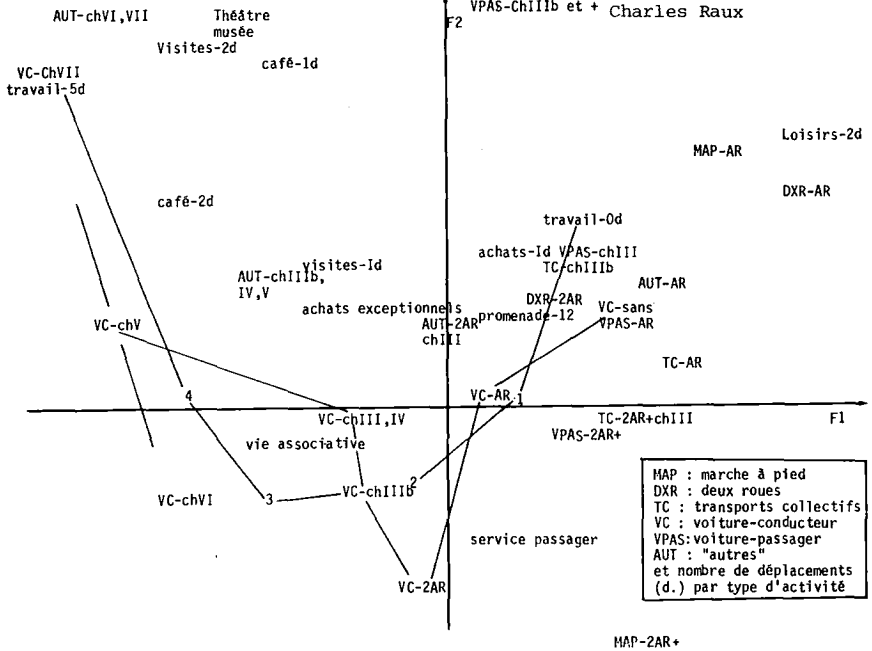 VPAS-ChIIIb et +
Charles Raux
F2
AUT-chVI,VII
Théâtre
musée
Visites-2d
café-1d
VC-ChVII
travail-5d
Loisirs-2d
MAP-AR
DXR-AR
café-2d
travail-0d
achats-Id VPAS-chIII
TC-chIIIb
visites-Id
AUT-chIIIb,
IV,V
AUT-AR
achats exceptionnels
DXR-2AR
VC-sans
promenade-12
VPAS-AR
AUT-2AR
chIII
VC-chV
TC-AR
4
VC-AR
1
VC-chIII,IV
TC-2AR+chIII
F1
vie associative
VPAS-2AR+
2
VC-chVI
3
VC-chIIIb
service passager
VC-2AR
MAP : marche à pied
DXR : deux roues
TC : transports collectifs
VC : voiture-conducteur
VPAS:voiture-passager
AUT : "autres"
et nombre de déplacements
(d.) par type d'activité
MAP-2AR+